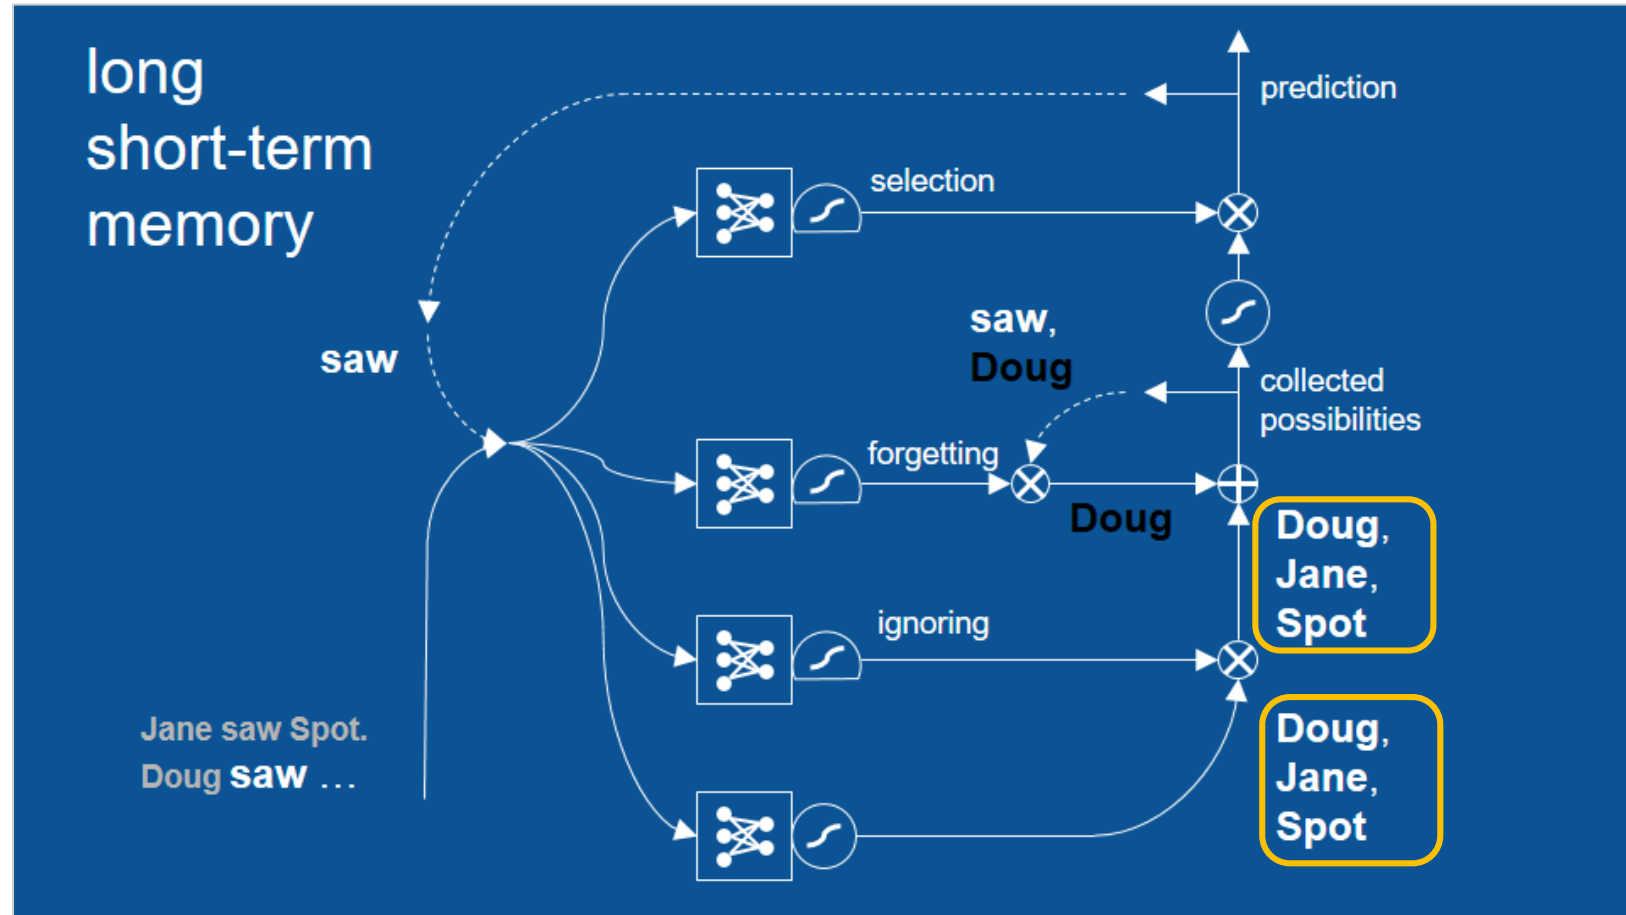 long
short-term
memory
prediction
selection
saw,
Doug
saw
collected
possibilities
forgetting
Doug
Doug,
Jane,
Spot
ignoring
Jane saw Spot.
Doug saw ...
Doug,
Jane,
Spot